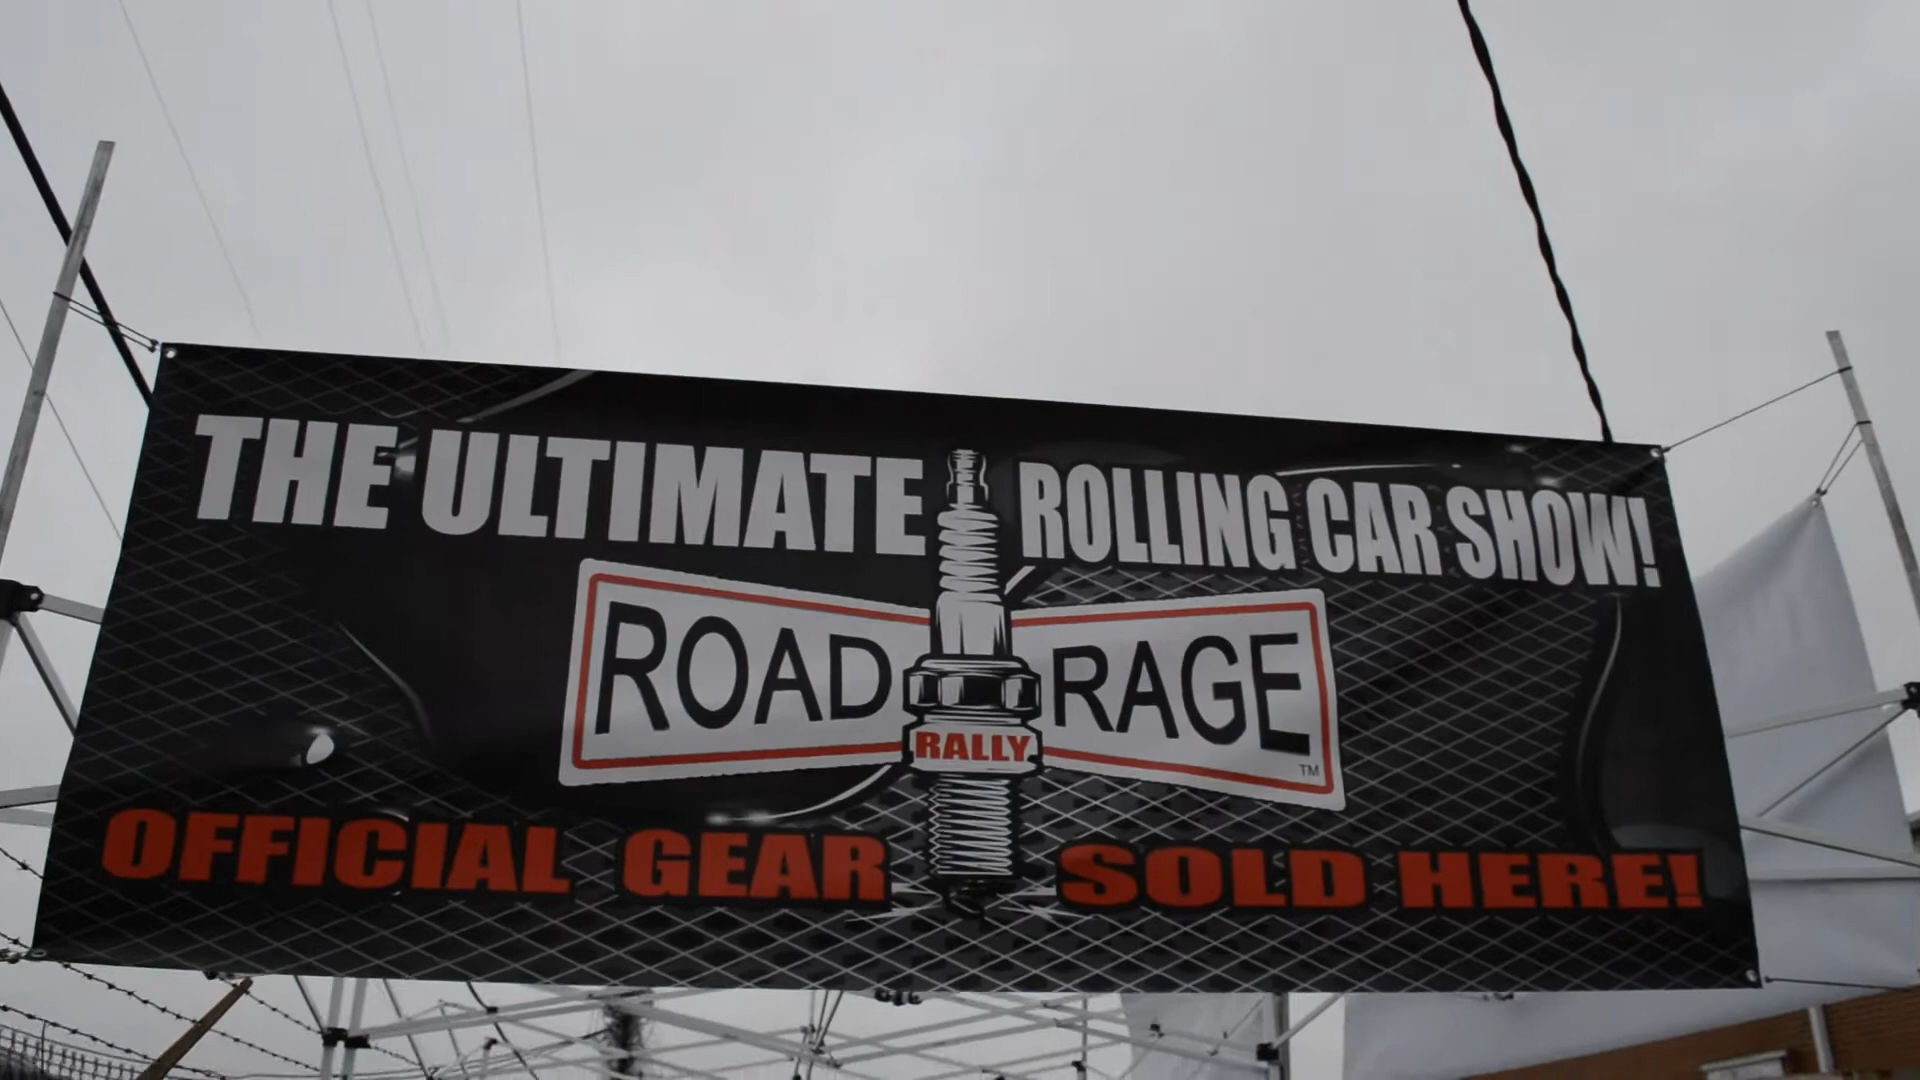 THE ULTIMATE ROLLING CAR SHOW!
ROAD RAGE
RALLY
TM
OFFICIAL GEAR SOLD HERE!